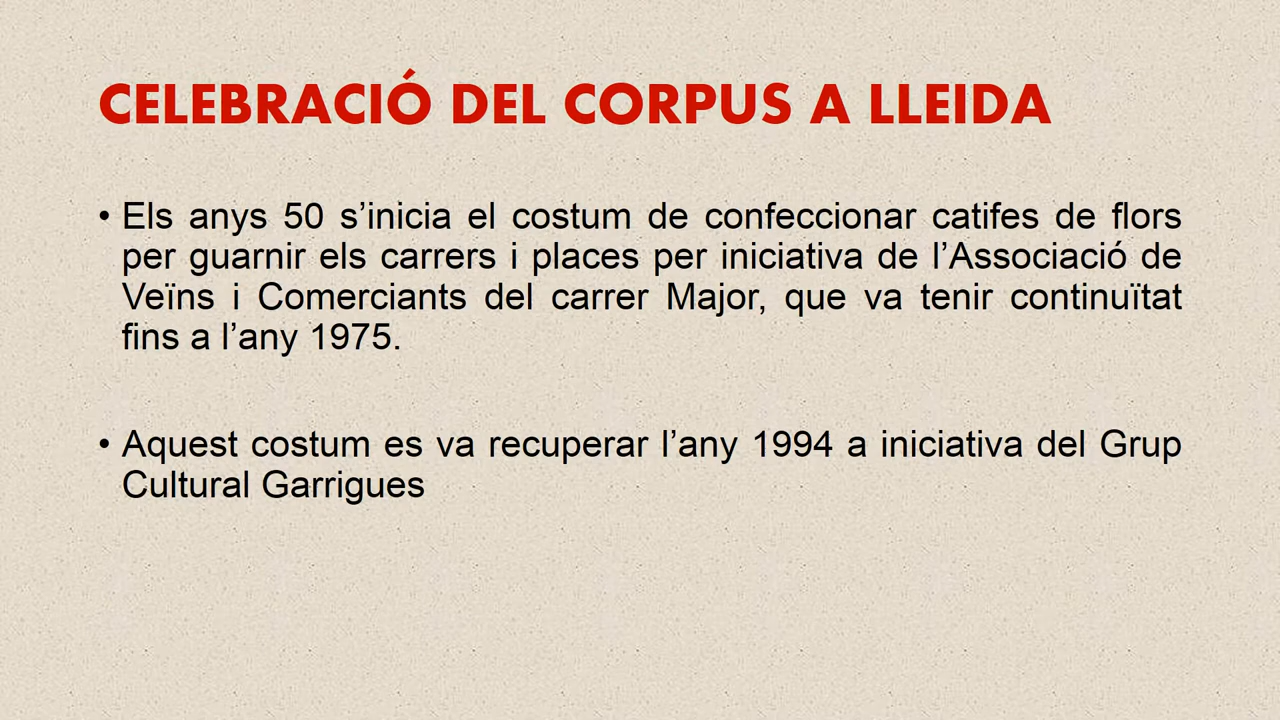 CELEBRACIÓ DEL CORPUS A LLEIDA
• Els anys 50 s’inicia el costum de confeccionar catifes de flors
per guarnir els carrers i places per iniciativa de l’Associació de
Veïns i Comerciants del carrer Major, que va tenir continuïtat
fins a l’any 1975.
• Aquest costum es va recuperar l’any 1994 a iniciativa del Grup
Cultural Garrigues